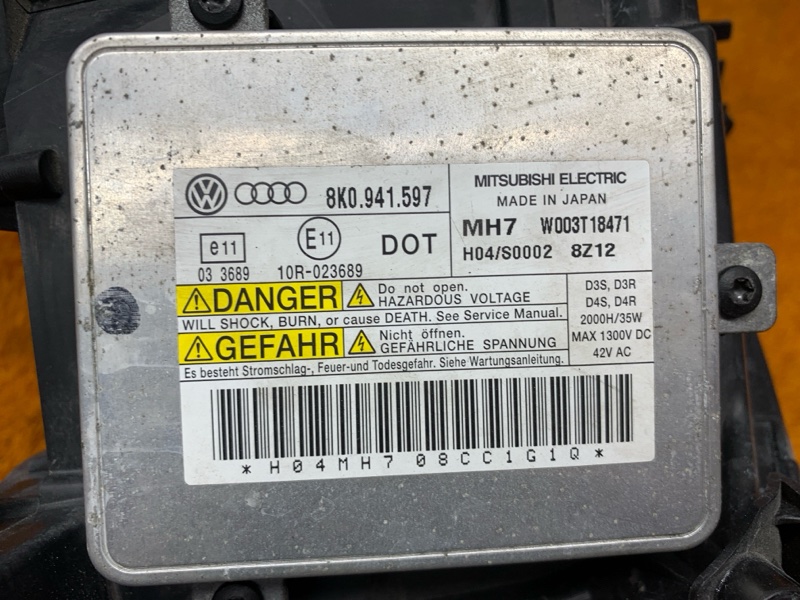 8K0.941.597
MITSUBISHI ELECTRIC
MADE IN JAPAN
MH7 W003T18471
H04/S0002 8Z12
e11
E11
DOT
03 3689
10R-023689
DANGER
Do not open.
HAZARDOUS VOLTAGE
WILL SHOCK, BURN, or cause DEATH. See Service Manual.
GEFAHR
Nicht öffnen.
GEFÄHRLICHE SPANNUNG
Es besteht Stromschlag-, Feuer-und Todesgefahr. Siehe Wartungsanleitung.
D3S, D3R
D4S, D4R
2000H/35W
MAX 1300V DC
42V AC
*H04MH708CC1G1Q*